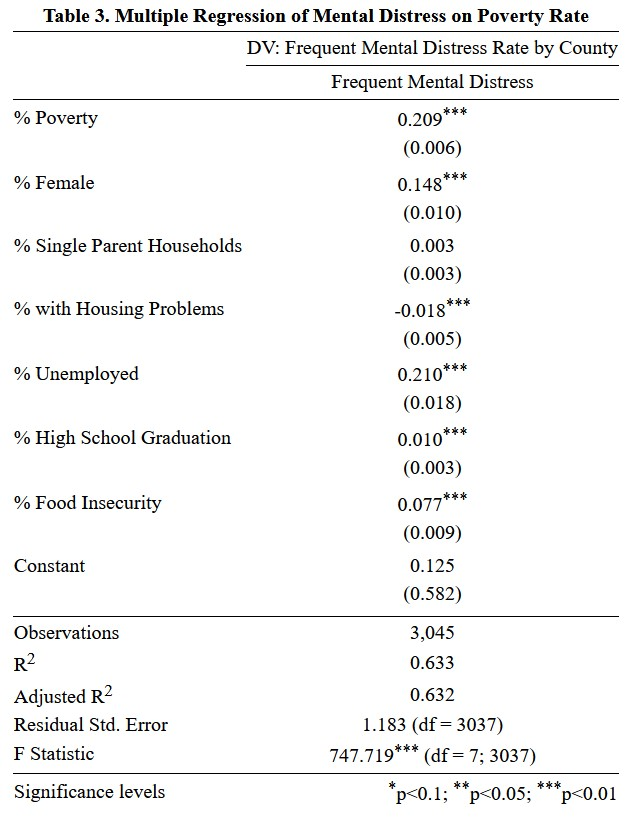 Table 3. Multiple Regression of Mental Distress on Poverty Rate
DV: Frequent Mental Distress Rate by County
Frequent Mental Distress
% Poverty 0.209***
(0.006)
% Female 0.148***
(0.010)
% Single Parent Households 0.003
(0.003)
% with Housing Problems -0.018***
(0.005)
% Unemployed 0.210***
(0.018)
% High School Graduation 0.010***
(0.003)
% Food Insecurity 0.077***
(0.009)
Constant 0.125
(0.582)
Observations 3,045
R2 0.633
Adjusted R2 0.632
Residual Std. Error 1.183 (df = 3037)
F Statistic 747.719*** (df = 7; 3037)
Significance levels *p<0.1; **p<0.05; ***p<0.01